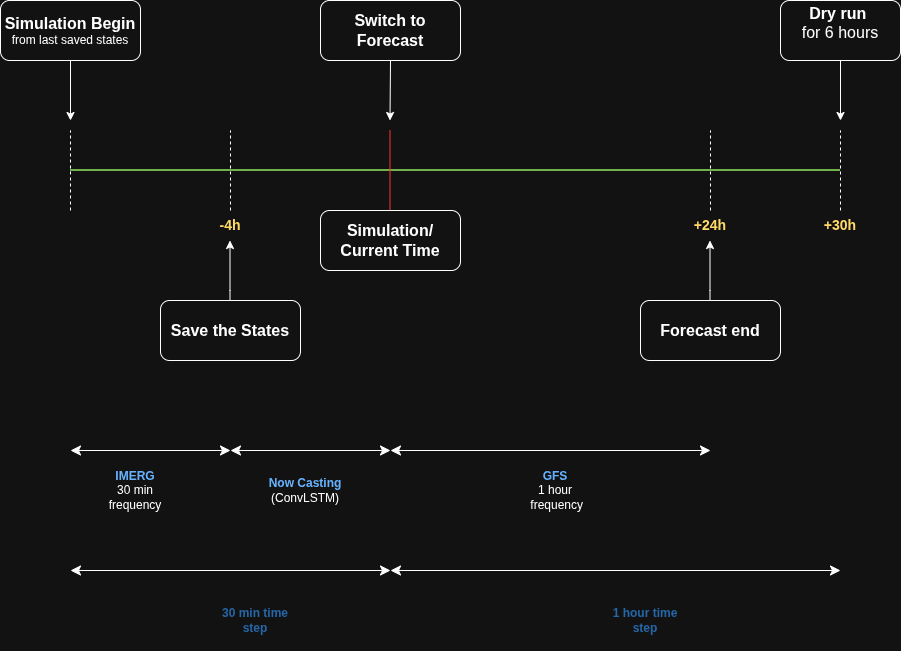 Simulation Begin
from last saved states
Switch to
Forecast
Dry run
for 6 hours
-4h
Simulation/
Current Time
+24h
+30h
Save the States
Forecast end
IMERG
30 min
frequency
Now Casting
(ConvLSTM)
GFS
1 hour
frequency
30 min time
step
1 hour time
step